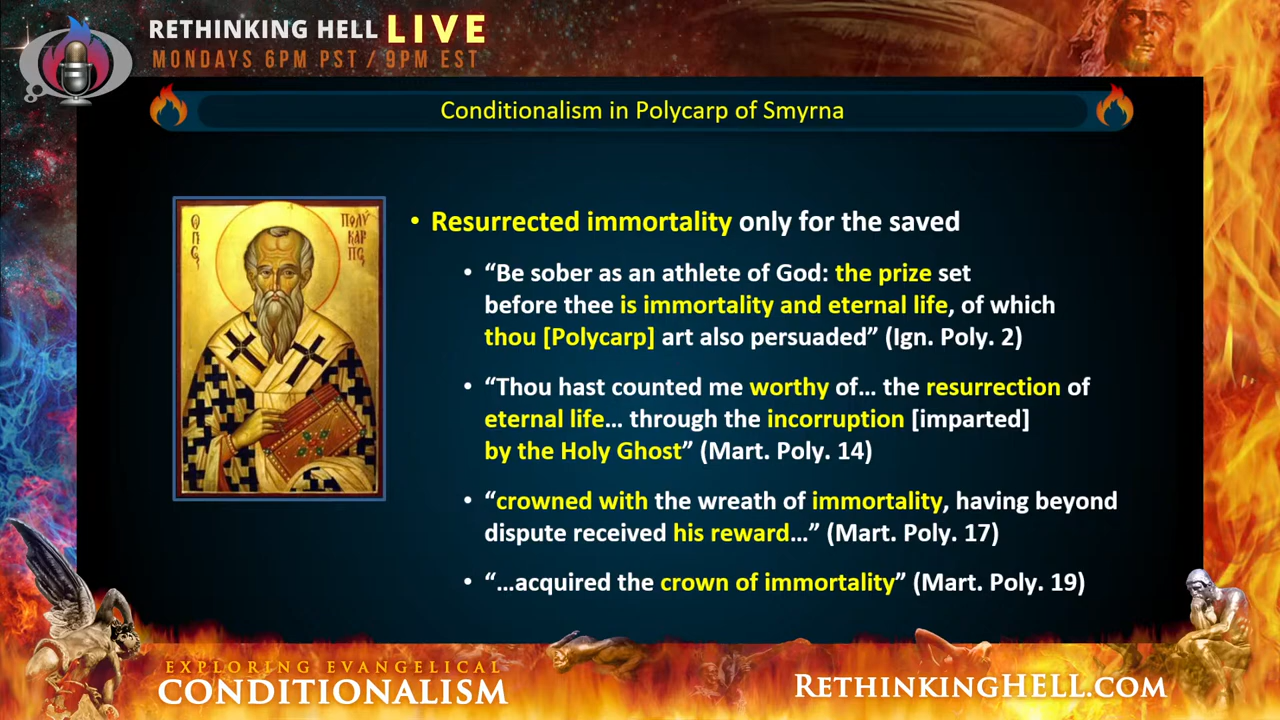 RETHINKING HELL LIVE
MONDAYS 6PM PST / 9PM EST
Conditionalism in Polycarp of Smyrna
Ο
ΠΓ
Ϲ
ΠΟΛΎ
ΚΑΡ
ΠΟϹ
• Resurrected immortality only for the saved
• “Be sober as an athlete of God: the prize set
before thee is immortality and eternal life, of which
thou [Polycarp] art also persuaded” (Ign. Poly. 2)
• “Thou hast counted me worthy of… the resurrection of
eternal life… through the incorruption [imparted]
by the Holy Ghost” (Mart. Poly. 14)
• “crowned with the wreath of immortality, having beyond
dispute received his reward…” (Mart. Poly. 17)
• “…acquired the crown of immortality” (Mart. Poly. 19)
EXPLORING EVANGELICAL
CONDITIONALISM
RETHINKINGHELL.COM